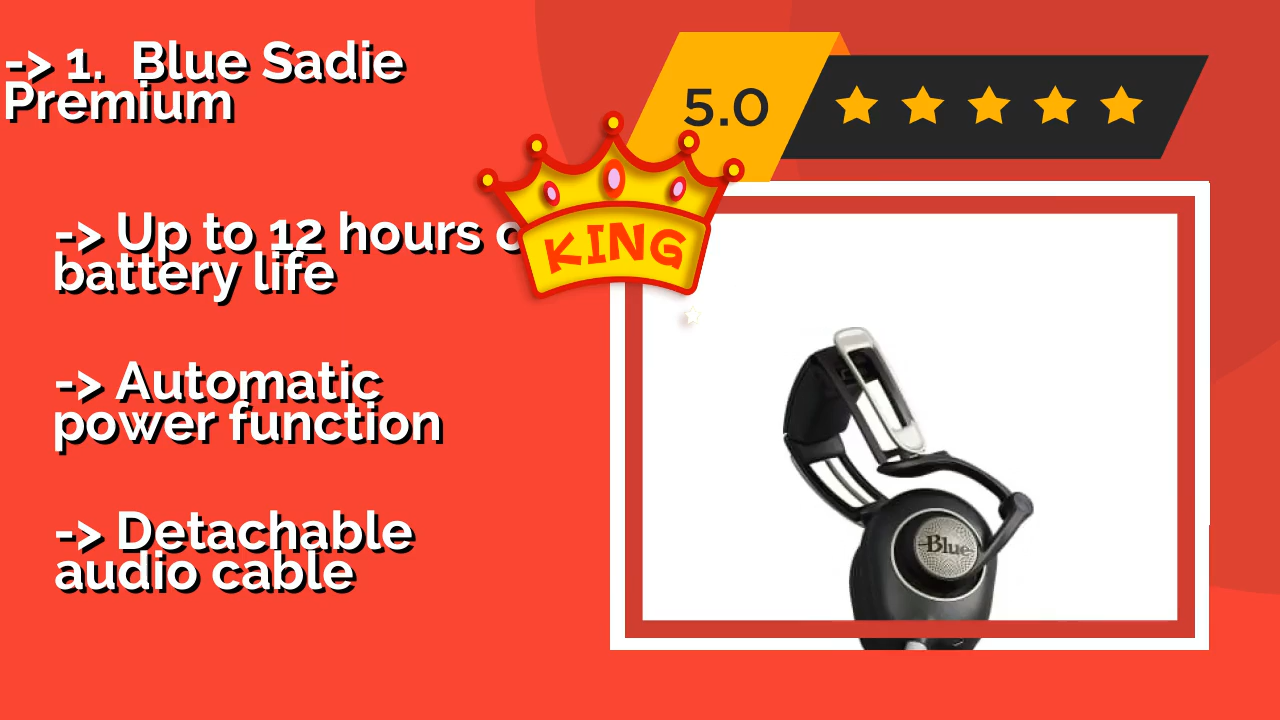 -> 1.  Blue Sadie
Premium
5.0
KING
-> Up to 12 hours
battery life
-> Automatic
power function
-> Detachable
audio cable
Blue